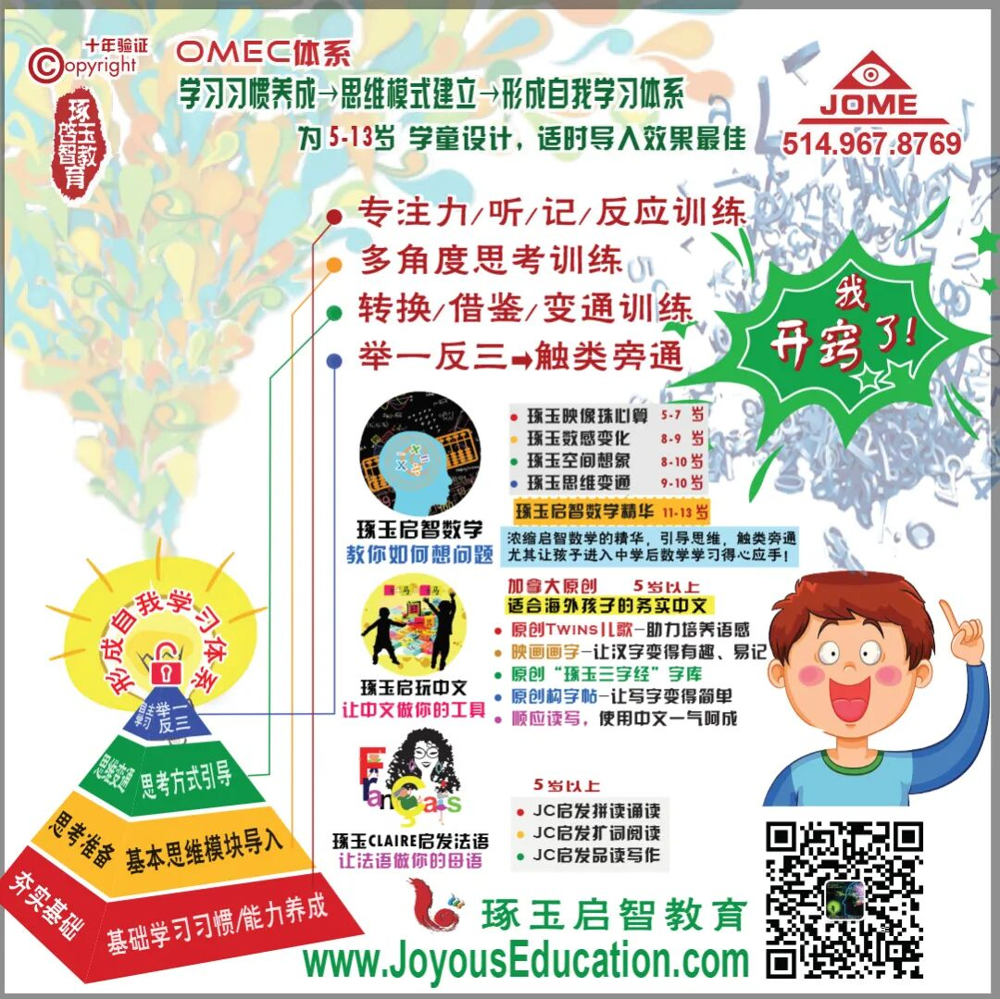 十年验证
©opyright
琢玉教育
启智
OMEC体系
学习习惯养成→思维模式建立→形成自我学习体系
为 5-13岁 学童设计，适时导入效果最佳
JOME
514.967.8769
专注力/听/记/反应训练
多角度思考训练
转换/借鉴/变通训练
举一反三➡触类旁通
我
开窍了!
琢玉启智数学
教你如何想问题
琢玉映像珠心算 5-7 岁
琢玉数感变化 8-9 岁
琢玉空间想象 8-10岁
琢玉思维变通 9-10岁
琢玉启智数学精华 11-13岁
浓缩启智数学的精华，引导思维，触类旁通
尤其让孩子进入中学后数学学习得心应手！
琢玉启玩中文
让中文做你的工具
加拿大原创 5岁以上
适合海外孩子的务实中文
原创TWINS儿歌—助力培养语感
映画画字—让汉字变得有趣、易记
原创“琢玉三字经”字库
原创构字帖—让写字变得简单
顺应读写，使用中文一气呵成
Français
琢玉CLAIRE启发法语
让法语做你的母语
5岁以上
JC启发拼读诵读
JC启发扩词阅读
JC启发品读写作
形成自我学习体系
举一
反三
思维变通
思考方式引导
思考准备
基本思维模块导入
夯实基础
基础学习习惯/能力养成
琢玉启智教育
www.JoyousEducation.com